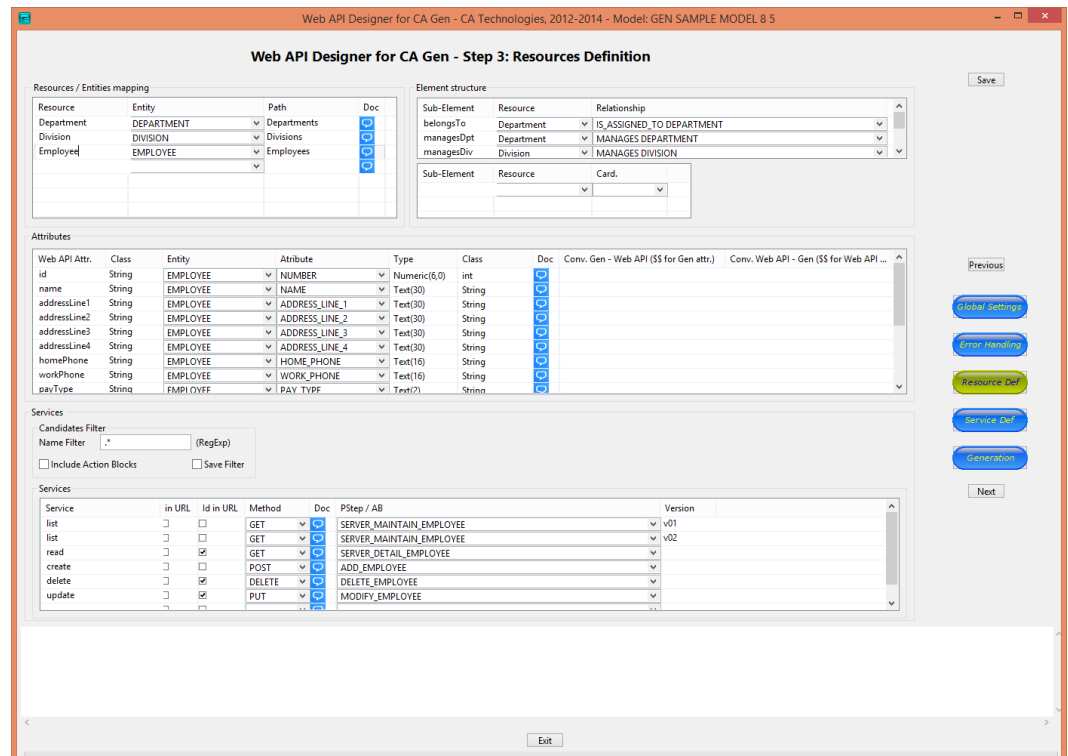 Web API Designer for CA Gen - CA Technologies, 2012-2014 - Model: GEN SAMPLE MODEL 8 5
Web API Designer for CA Gen - Step 3: Resources Definition
Save
Resources / Entities mapping
Resource Entity Path Doc
Department DEPARTMENT Departments
Division DIVISION Divisions
Employee EMPLOYEE Employees
Element structure
Sub-Element Resource Relationship
belongsTo Department IS_ASSIGNED_TO DEPARTMENT
managesDpt Department MANAGES DEPARTMENT
managesDiv Division MANAGES DIVISION
Sub-Element Resource Card.
Attributes
Web API Attr. Class Entity Atribute Type Class Doc Conv. Gen - Web API ($$ for Gen attr.) Conv. Web API - Gen ($$ for Web API ...
id String EMPLOYEE NUMBER Numeric(6,0) int
name String EMPLOYEE NAME Text(30) String
addressLine1 String EMPLOYEE ADDRESS_LINE_1 Text(30) String
addressLine2 String EMPLOYEE ADDRESS_LINE_2 Text(30) String
addressLine3 String EMPLOYEE ADDRESS_LINE_3 Text(30) String
addressLine4 String EMPLOYEE ADDRESS_LINE_4 Text(30) String
homePhone String EMPLOYEE HOME_PHONE Text(16) String
workPhone String EMPLOYEE WORK_PHONE Text(16) String
payType String EMPLOYEE PAY_TYPE Text(2) String
Previous
Global Settings
Error Handling
Resource Def
Service Def
Generation
Next
Services
Candidates Filter
Name Filter .* (RegExp)
Include Action Blocks Save Filter
Services
Service in URL Id in URL Method Doc PStep / AB Version
list GET SERVER_MAINTAIN_EMPLOYEE v01
list GET SERVER_MAINTAIN_EMPLOYEE v02
read GET SERVER_DETAIL_EMPLOYEE
create POST ADD_EMPLOYEE
delete DELETE DELETE_EMPLOYEE
update PUT MODIFY_EMPLOYEE
Exit